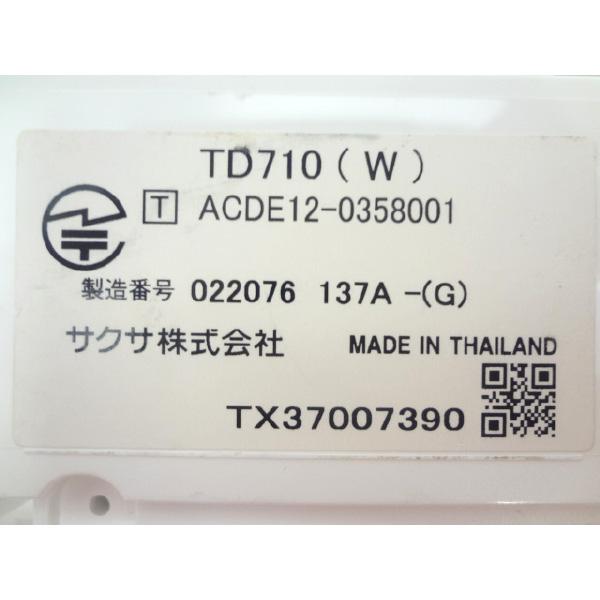 TD710 ( W )
T ACDE12-0358001
製造番号 022076 137A -(G)
サクサ株式会社 MADE IN THAILAND
TX37007390